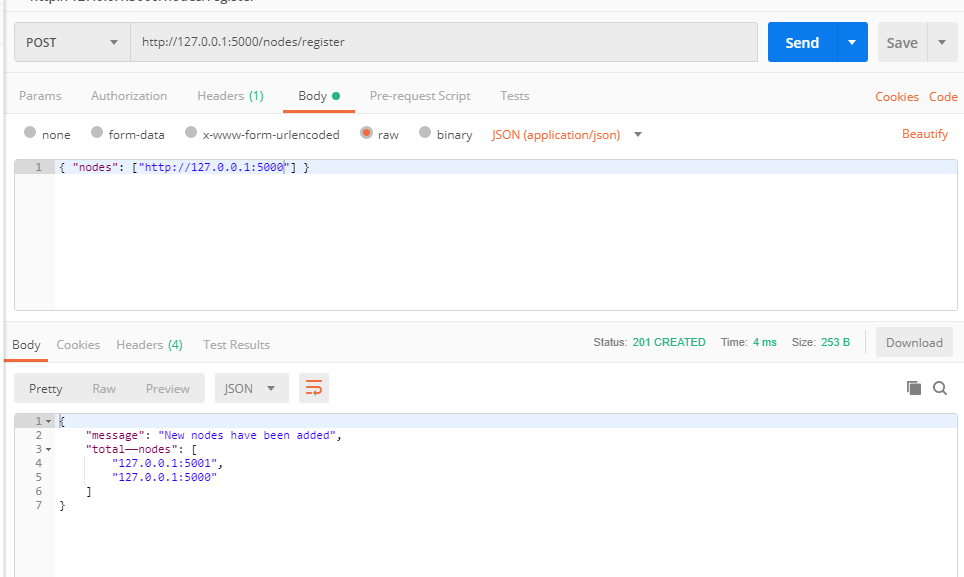 POST http://127.0.0.1:5000/nodes/register Send Save
Params Authorization Headers (1) Body Pre-request Script Tests Cookies Code
none form-data x-www-form-urlencoded raw binary JSON (application/json) Beautify
1 { "nodes": ["http://127.0.0.1:5000"] }
Body Cookies Headers (4) Test Results Status: 201 CREATED Time: 4 ms Size: 253 B Download
Pretty Raw Preview JSON
1 {
2 "message": "New nodes have been added",
3 "total——nodes": [
4 "127.0.0.1:5001",
5 "127.0.0.1:5000"
6 ]
7 }